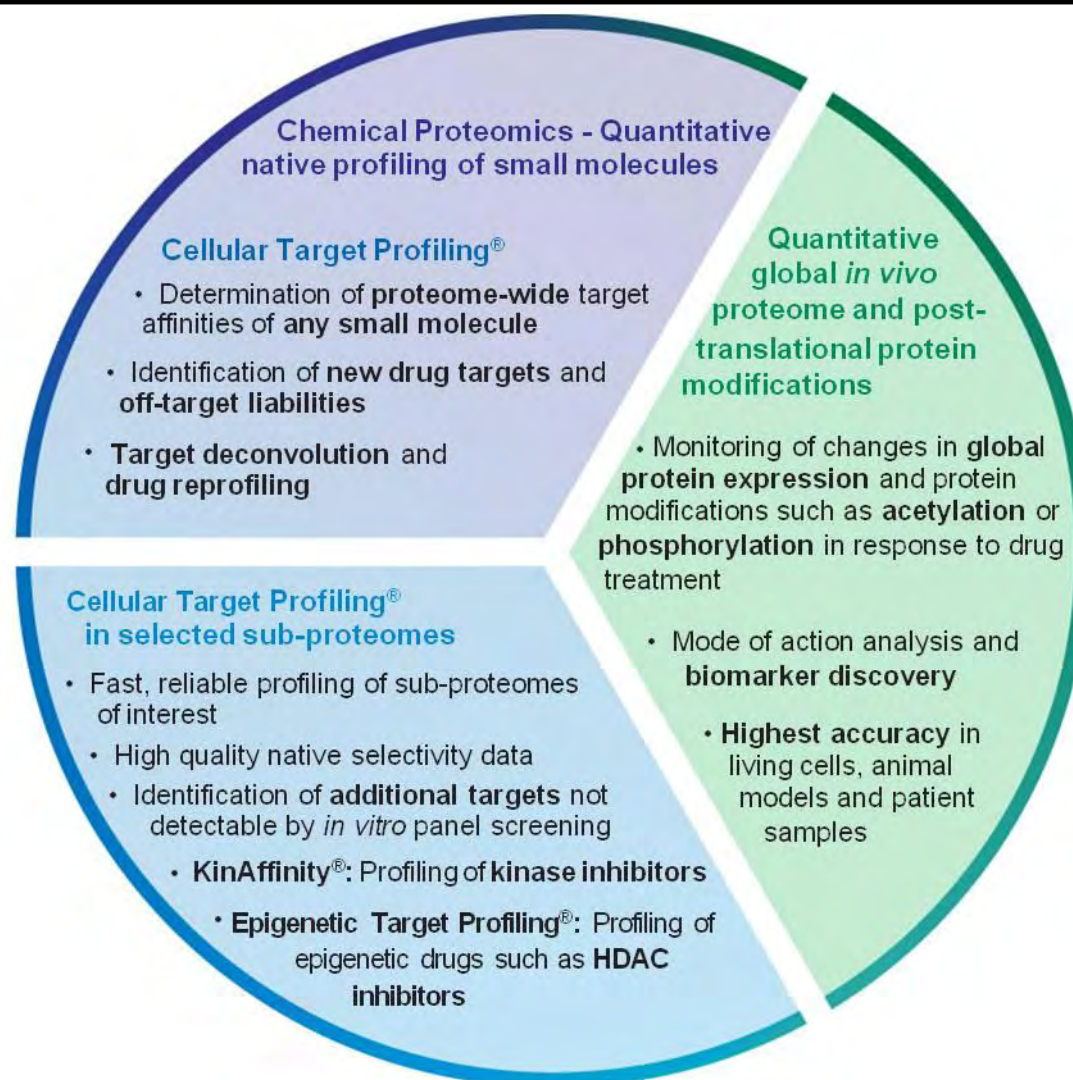 Chemical Proteomics - Quantitative
native profiling of small molecules
Cellular Target Profiling®
• Determination of proteome-wide target
affinities of any small molecule
• Identification of new drug targets and
off-target liabilities
• Target deconvolution and
drug reprofiling
Quantitative
global in vivo
proteome and post-
translational protein
modifications
• Monitoring of changes in global
protein expression and protein
modifications such as acetylation or
phosphorylation in response to drug
treatment
• Mode of action analysis and
biomarker discovery
• Highest accuracy in
living cells, animal
models and patient
samples
Cellular Target Profiling®
in selected sub-proteomes
• Fast, reliable profiling of sub-proteomes
of interest
• High quality native selectivity data
• Identification of additional targets not
detectable by in vitro panel screening
• KinAffinity®: Profiling of kinase inhibitors
• Epigenetic Target Profiling®: Profiling of
epigenetic drugs such as HDAC
inhibitors